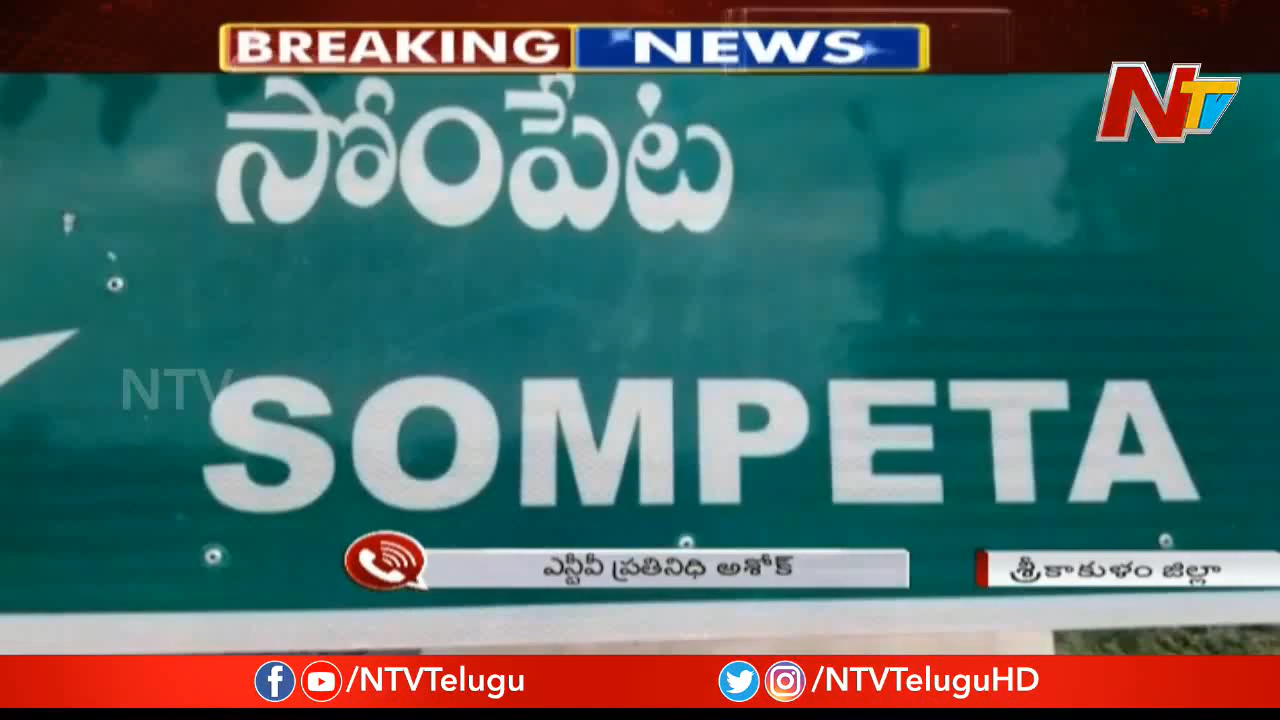 BREAKING NEWS
NTV
సోంపేట
NTV
SOMPETA
ఎన్టీవీ ప్రతినిధి అశోక్
శ్రీకాకుళం జిల్లా
/NTVTelugu
/NTVTeluguHD